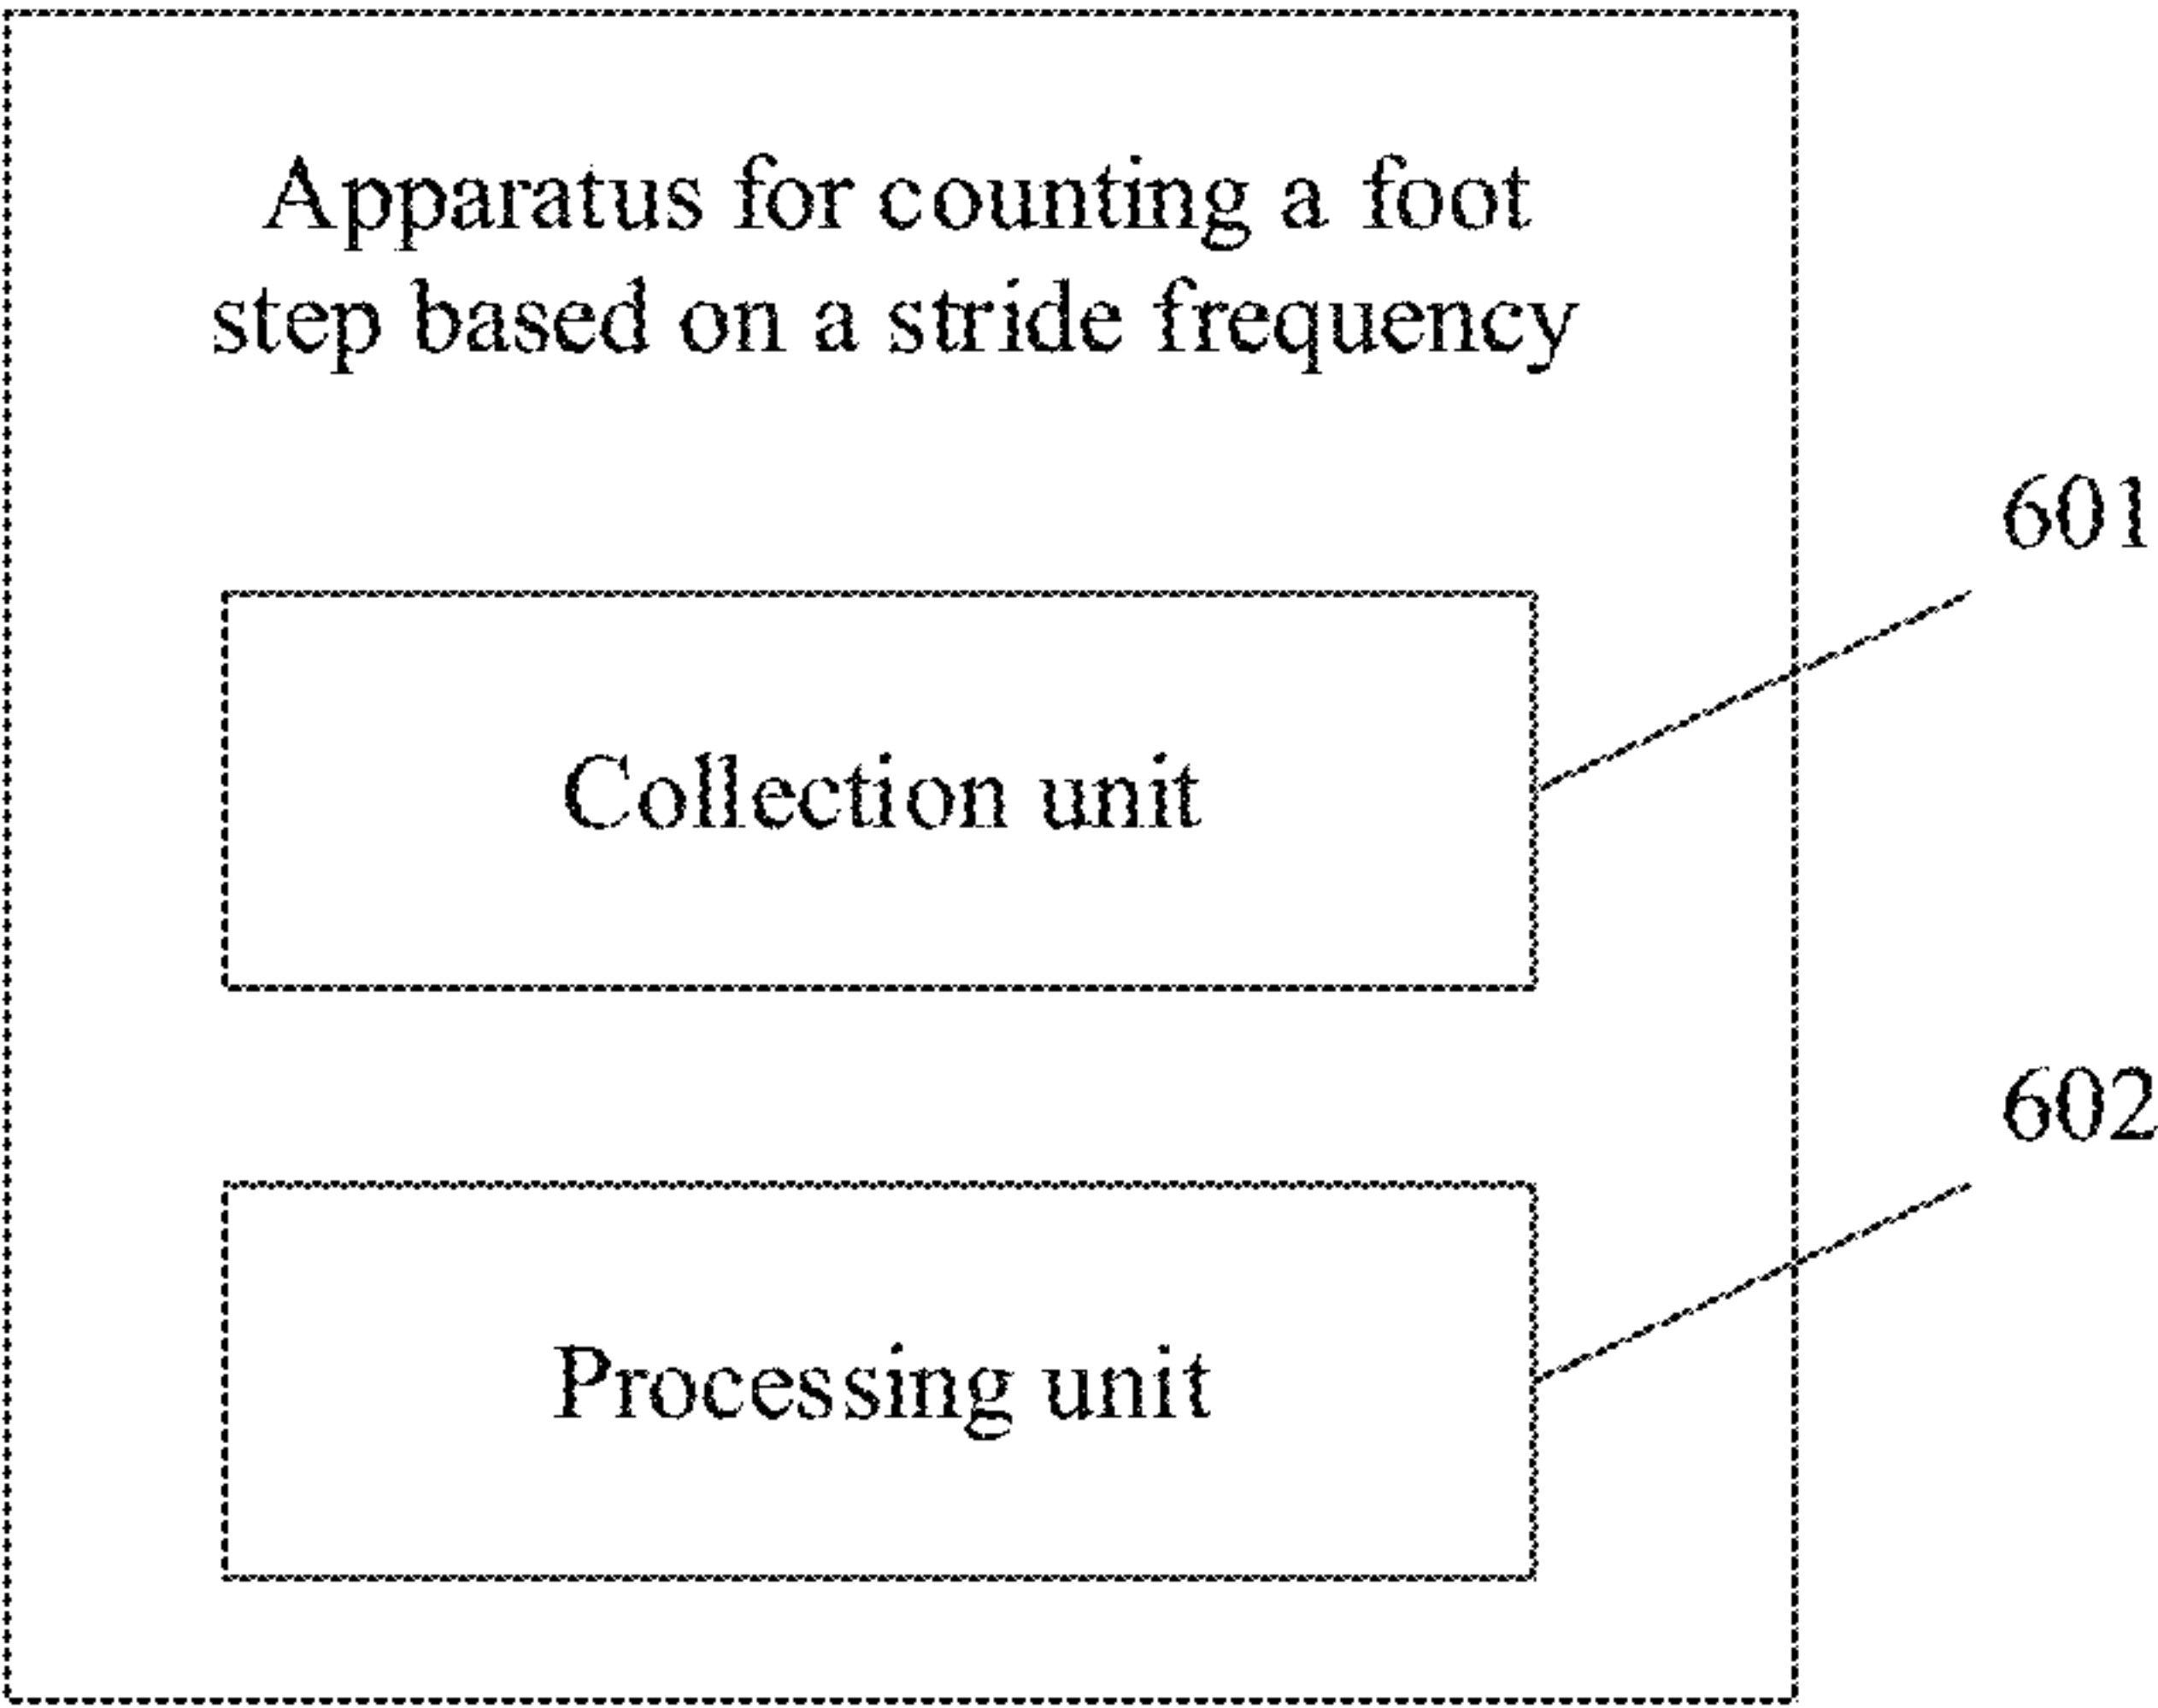 Apparatus for counting a foot
step based on a stride frequency
601
Collection unit
602
Processing unit